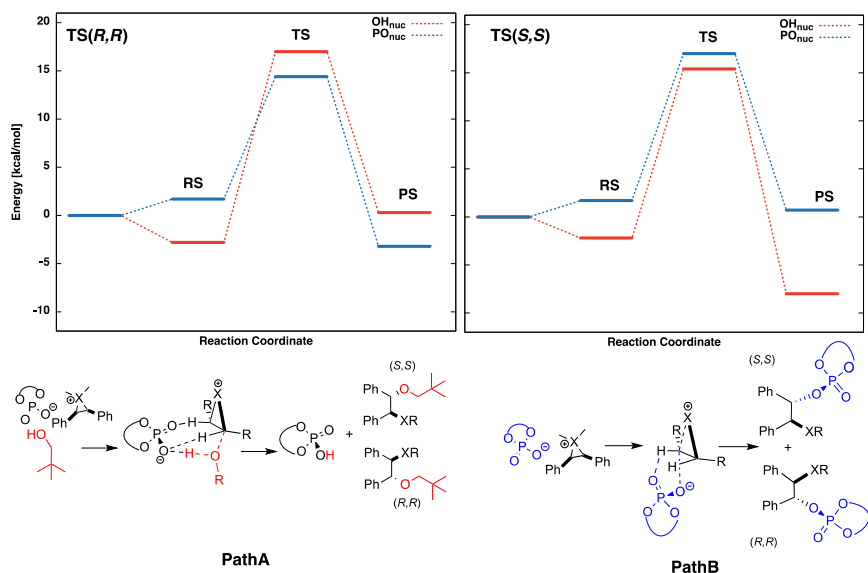 TS(R,R)
OHnuc
POnuc
TS
RS
PS
20
15
10
5
0
-5
-10
Energy [kcal/mol]
TS(S,S)
OHnuc
POnuc
TS
RS
PS
Reaction Coordinate
Reaction Coordinate
O
O
P
O
O
⊖
⊕
X
Ph
Ph
HO
⊕
X
R
O
O
P
O
H
H
R
O
⊖
H
O
R
O
O
P
O
OH
+
(S,S)
Ph
O
Ph
XR
XR
Ph
Ph
O
(R,R)
PathA
O
O
P
O
O
⊖
⊕
X
Ph
Ph
⊕
X
R
H
H
R
O
O
⊖
P
O
O
(S,S)
O
O
P
O
O
Ph
Ph
XR
+
XR
Ph
Ph
O
O
P
O
O
(R,R)
PathB